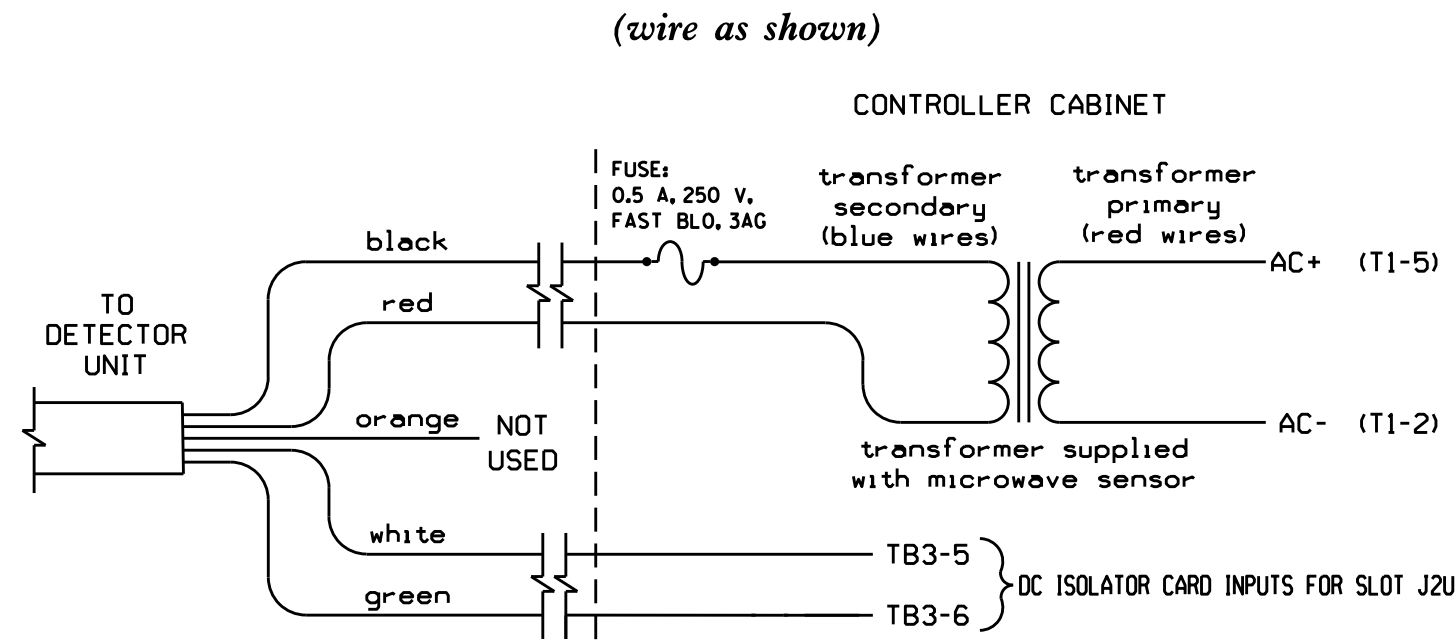 (wire as shown)
CONTROLLER CABINET
FUSE:
0.5 A, 250 V,
FAST BLO, 3AG
transformer
secondary
(blue wires)
transformer
primary
(red wires)
black
AC+ (T1-5)
red
TO
DETECTOR
UNIT
orange
NOT
USED
AC- (T1-2)
transformer supplied
with microwave sensor
white
TB3-5
DC ISOLATOR CARD INPUTS FOR SLOT J2U
green
TB3-6